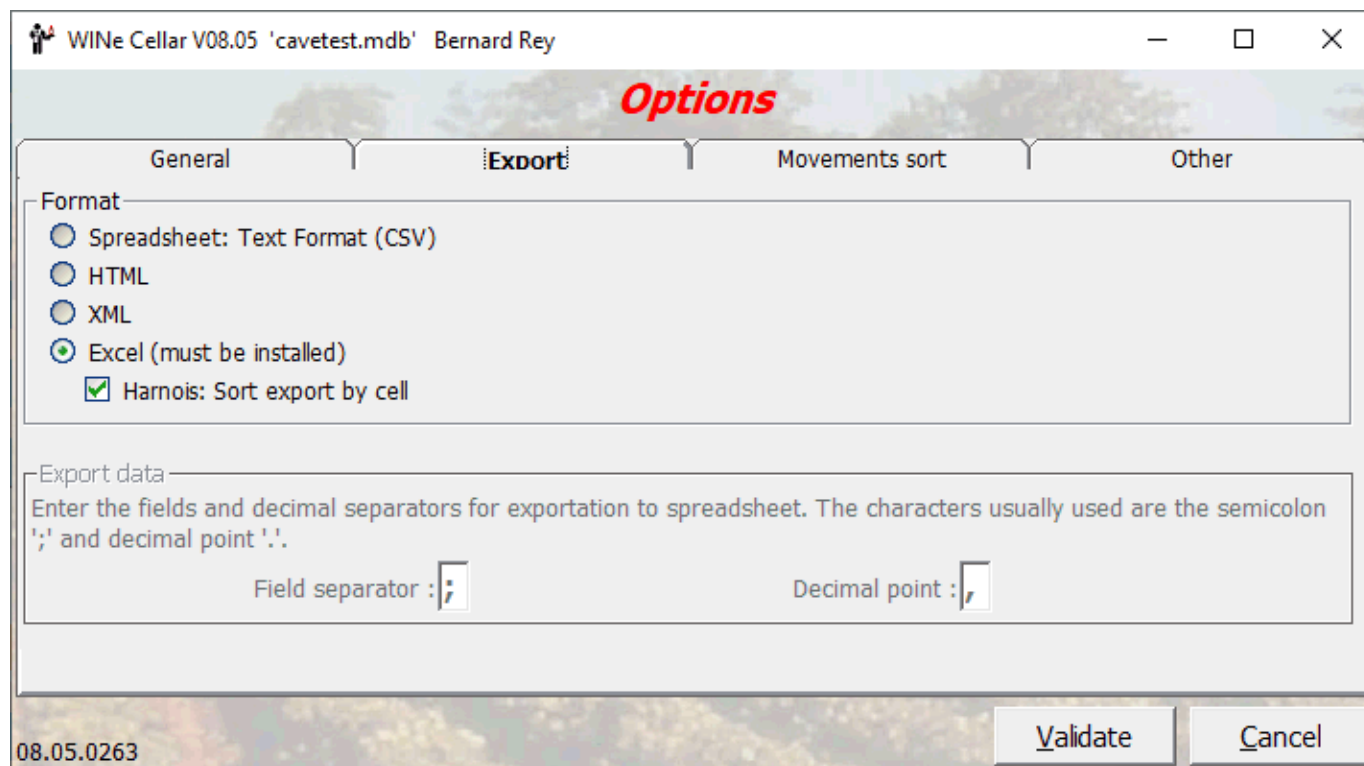 WINe Cellar V08.05 'cavetest.mdb' Bernard Rey
Options
General Export Movements sort Other
Format
Spreadsheet: Text Format (CSV)
HTML
XML
Excel (must be installed)
Harnois: Sort export by cell
Export data
Enter the fields and decimal separators for exportation to spreadsheet. The characters usually used are the semicolon
';' and decimal point '.'.
Field separator : ; Decimal point : ,
Validate Cancel
08.05.0263